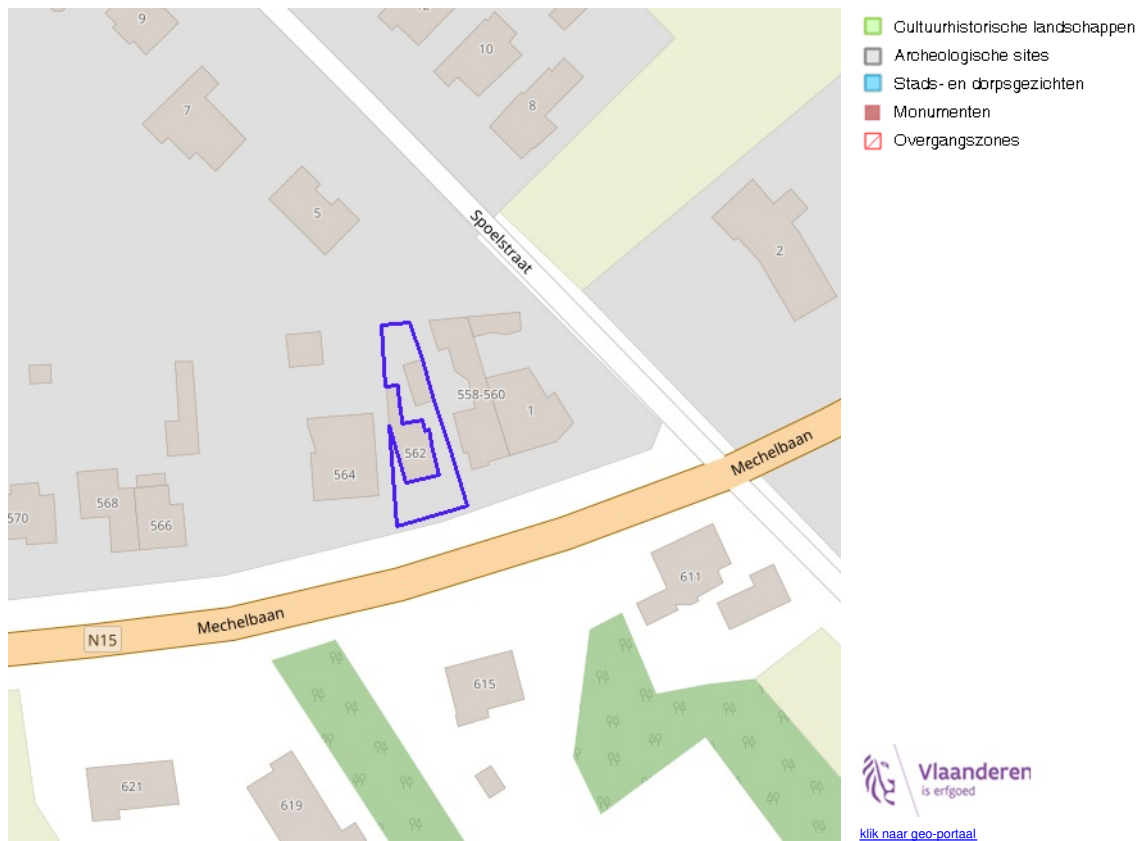 9
10
7
8
5
Spoelstraat
2
558-560
1
562
564
568
566
570
Mechelbaan
611
Mechelbaan
N15
615
621
619
Cultuurhistorische landschappen
Archeologische sites
Stads- en dorpsgezichten
Monumenten
Overgangszones
Vlaanderen
is erfgoed
klik naar geo-portaal